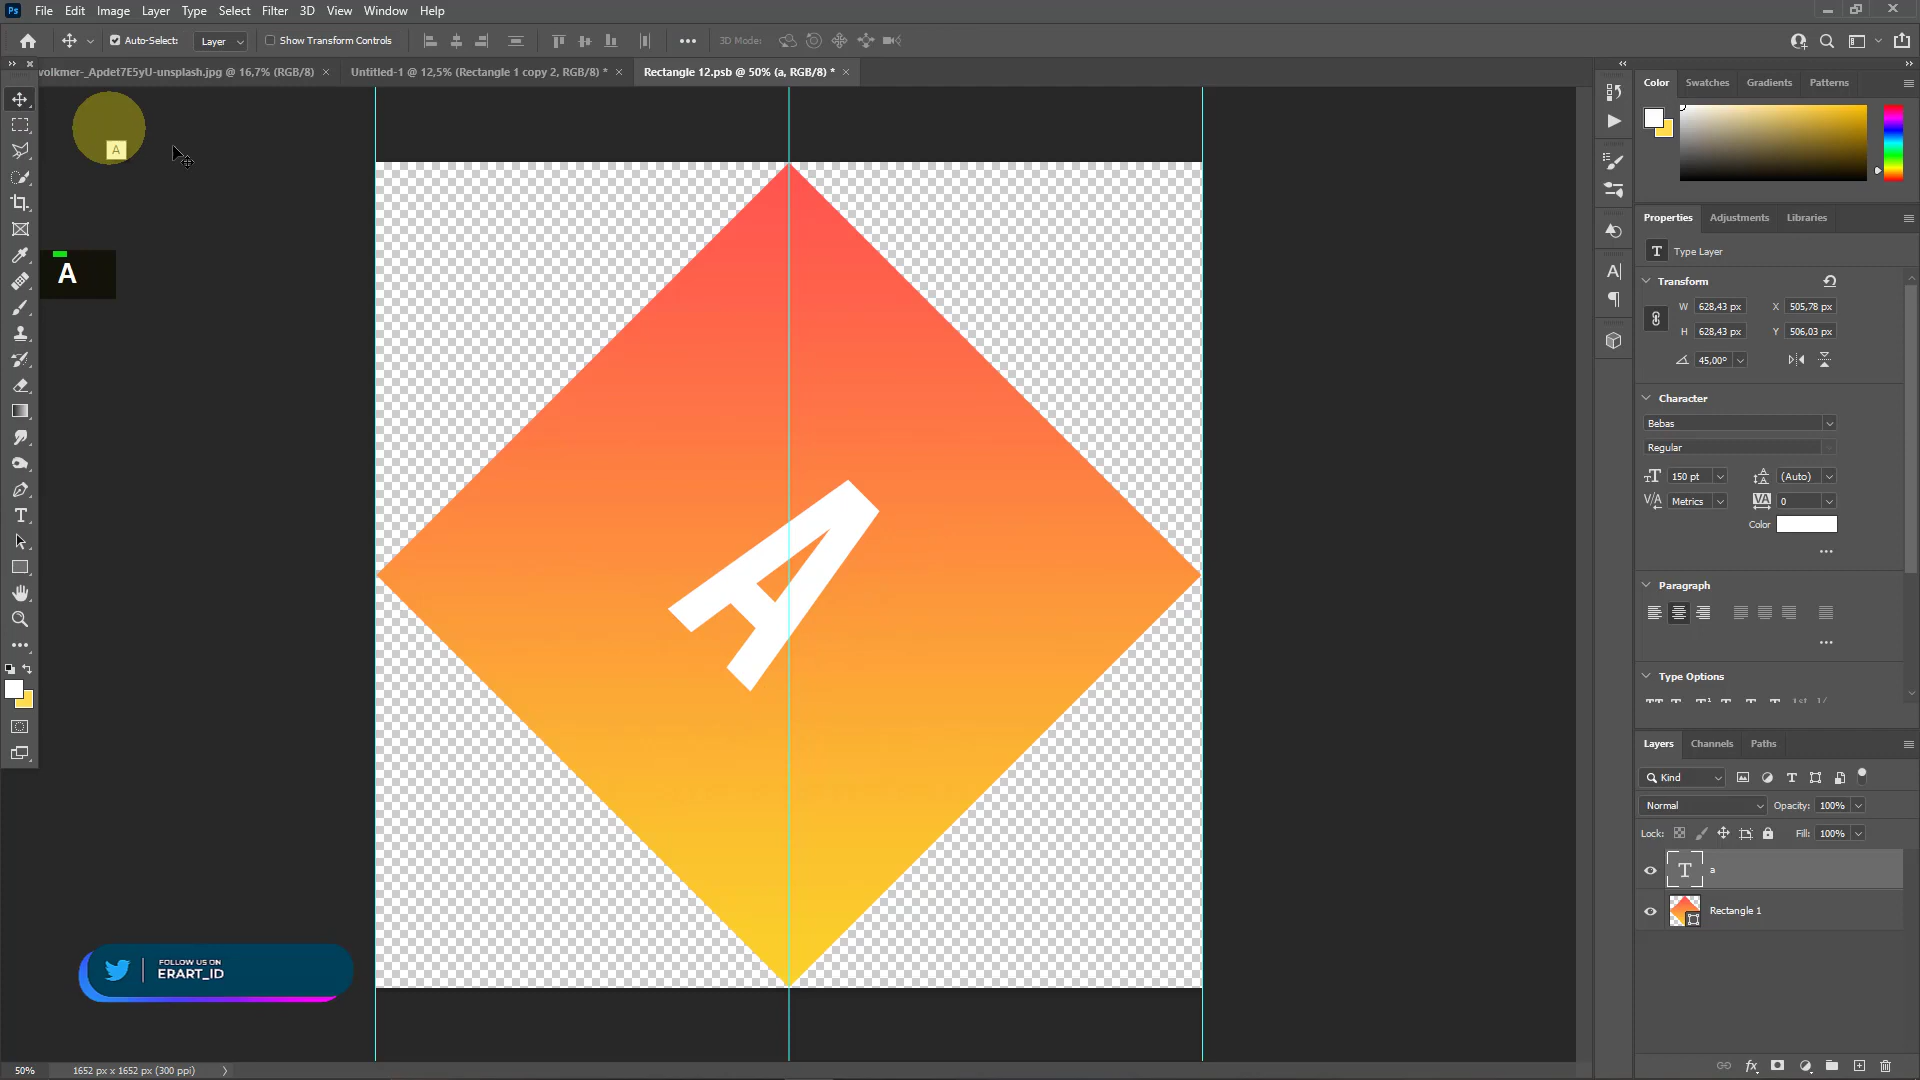 Ps File Edit Image Layer Type Select Filter 3D View Window Help
Auto-Select: Layer Show Transform Controls 3D Mode:
volkmer-_Apdet7E5yU-unsplash.jpg @ 16,7% (RGB/8) × Untitled-1 @ 12,5% (Rectangle 1 copy 2, RGB/8) * × Rectangle 12.psb @ 50% (a, RGB/8) * ×
Color Swatches Gradients Patterns
A
A
A
Properties Adjustments Libraries
T Type Layer
Transform
W 628,43 px X 505,78 px
H 628,43 px Y 506,03 px
45,00°
Character
Bebas
Regular
150 pt (Auto)
Metrics 0
Color
Paragraph
Type Options
Layers Channels Paths
Kind
Normal Opacity: 100%
Lock: Fill: 100%
T a
Rectangle 1
FOLLOW US ON
ERART_ID
50% 1652 px x 1652 px (300 ppi)